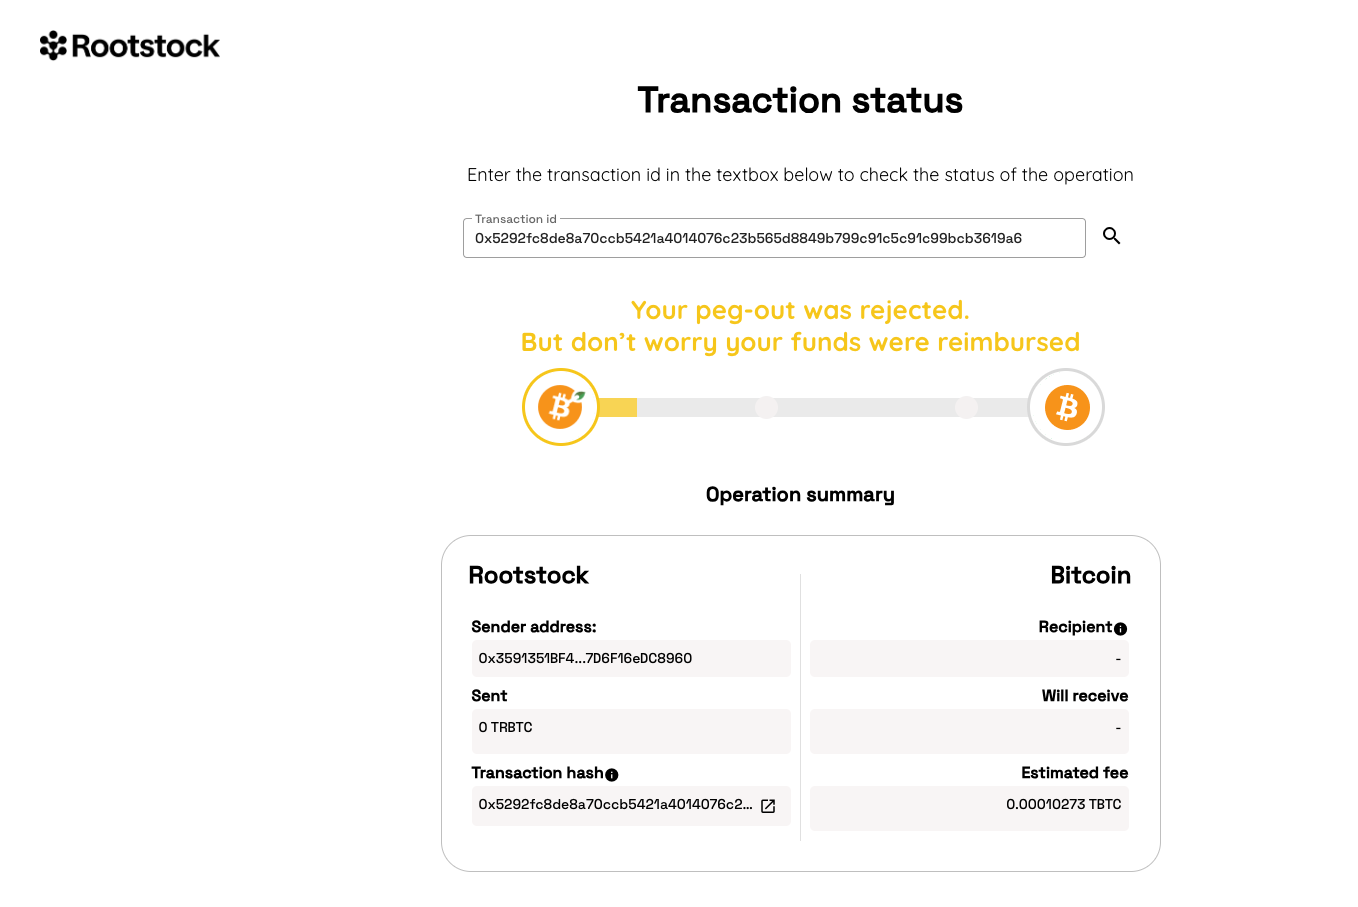 Rootstock
Transaction status
Enter the transaction id in the textbox below to check the status of the operation
Transaction id
0x5292fc8de8a70ccb5421a4014076c23b565d8849b799c91c5c91c99bcb3619a6
Your peg-out was rejected.
But don't worry your funds were reimbursed
Operation summary
Rootstock
Bitcoin
Sender address:
0x3591351BF4...7D6F16eDC8960
Sent
0 TRBTC
Transaction hash
0x5292fc8de8a70ccb5421a4014076c2...
Recipient
-
Will receive
-
Estimated fee
0.00010273 TBTC